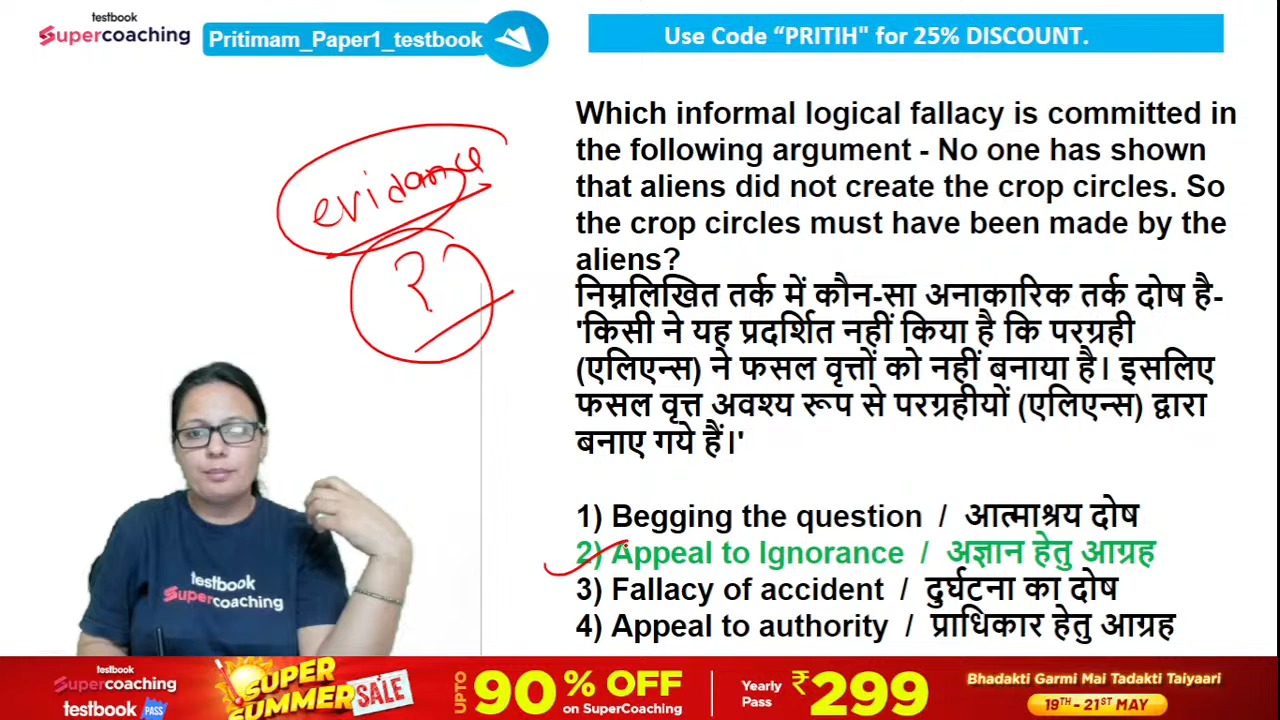 testbook
Supercoaching
Pritimam_Paper1_testbook
Use Code “PRITIH" for 25% DISCOUNT.
evidance
Which informal logical fallacy is committed in
the following argument - No one has shown
that aliens did not create the crop circles. So
the crop circles must have been made by the
aliens?
निम्नलिखित तर्क में कौन-सा अनाकारिक तर्क दोष है-
'किसी ने यह प्रदर्शित नहीं किया है कि परग्रही
(एलिएन्स) ने फसल वृत्तों को नहीं बनाया है। इसलिए
फसल वृत्त अवश्य रूप से परग्रहीयों (एलिएन्स) द्वारा
बनाए गये हैं।'
1) Begging the question / आत्माश्रय दोष
2) Appeal to Ignorance / अज्ञान हेतु आग्रह
3) Fallacy of accident / दुर्घटना का दोष
4) Appeal to authority / प्राधिकार हेतु आग्रह
testbook
Supercoaching
testbook
Supercoaching
testbook PASS
SUPER
SUMMER SALE
UPTO 90% OFF
on SuperCoaching
Yearly
Pass ₹299
Bhadakti Garmi Mai Tadakti Taiyaari
19TH - 21ST MAY